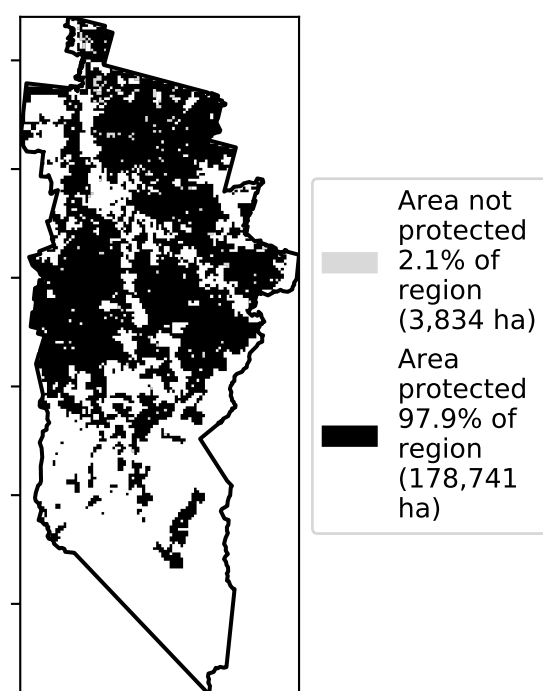 Area not
protected
2.1% of
region
(3,834 ha)
Area
protected
97.9% of
region
(178,741
ha)